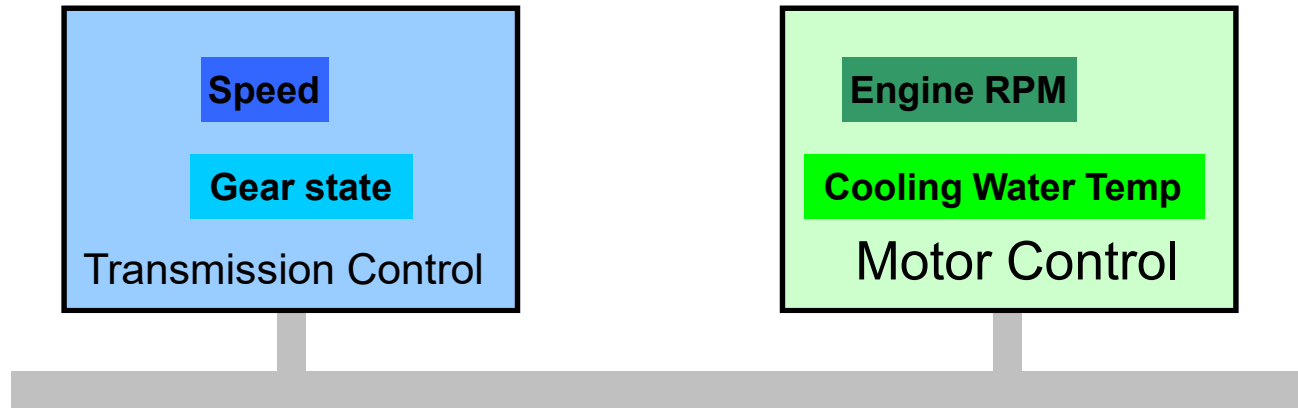 Speed
Gear state
Transmission Control
Engine RPM
Cooling Water Temp
Motor Control